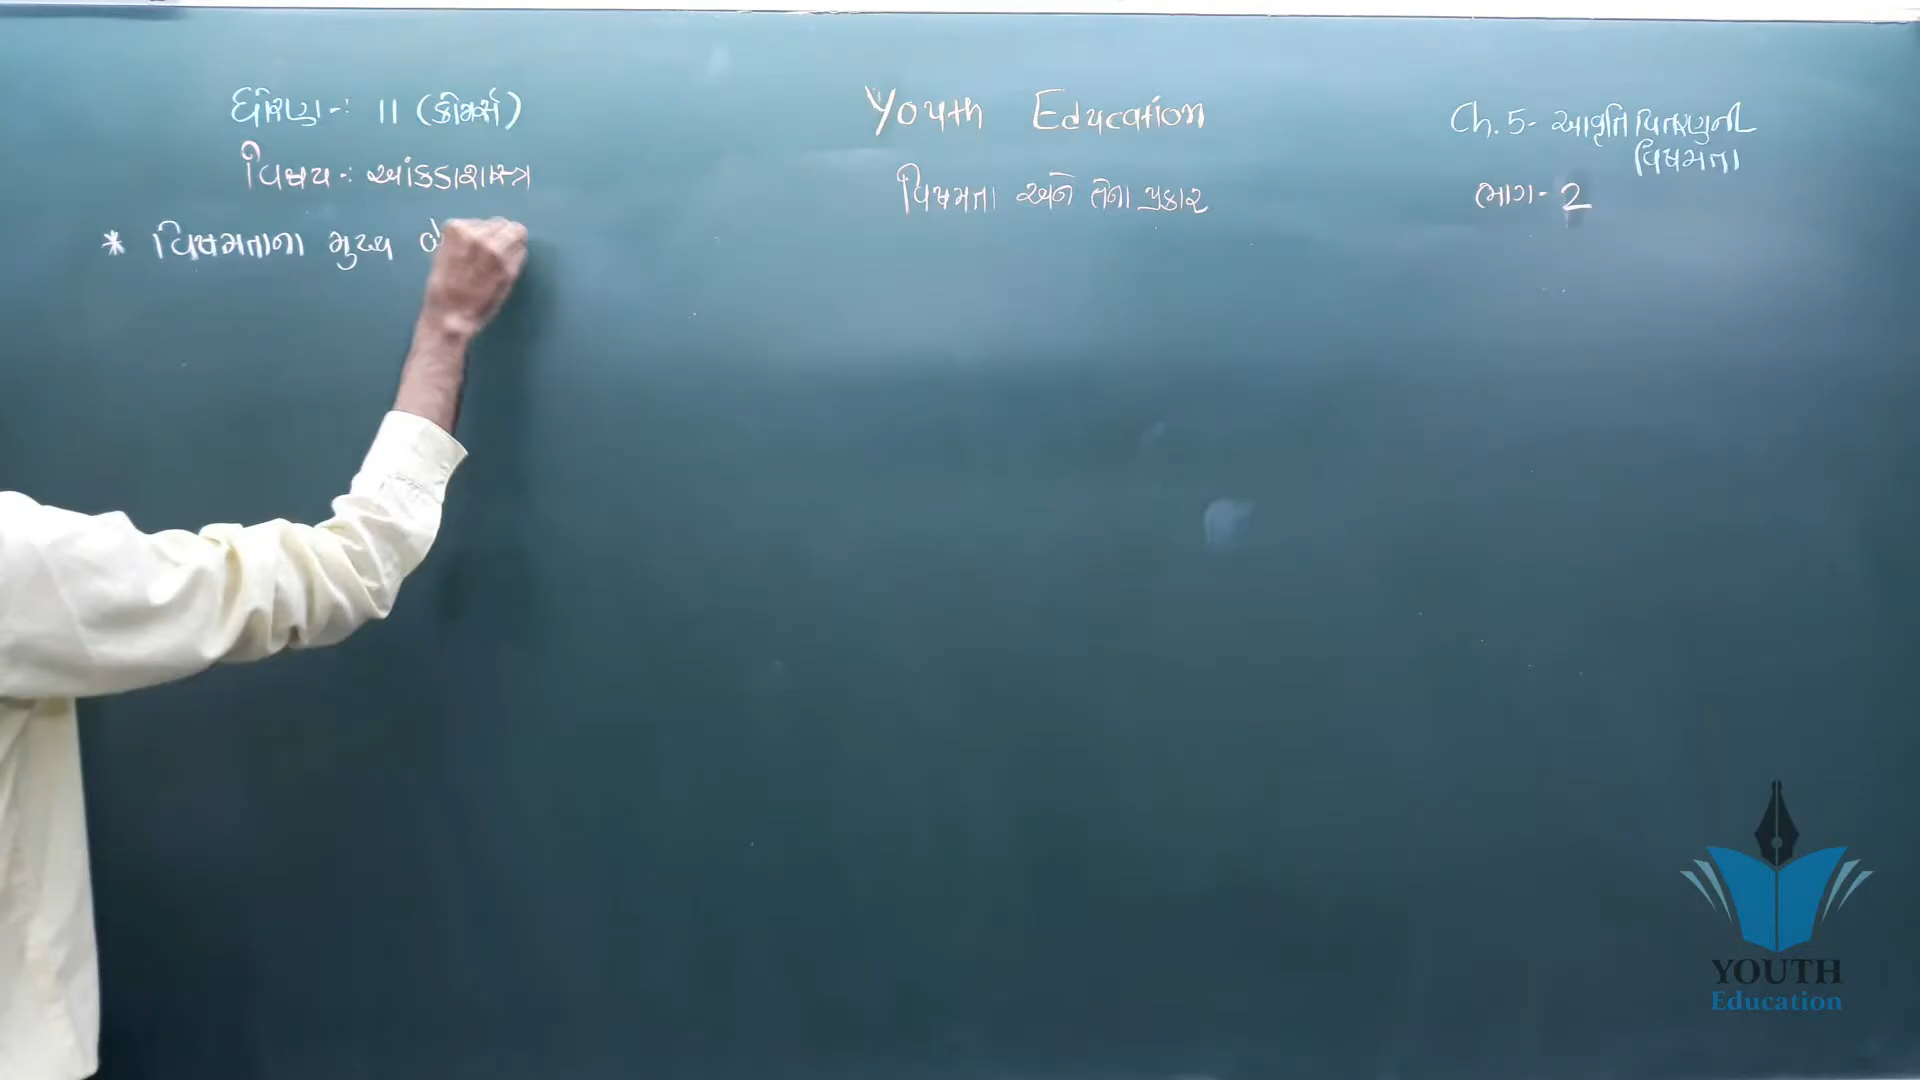 ધોરણ-: 11 (કોમર્સ)
વિષય-: આંકડાશાસ્ત્ર
Youth Education
વિષમતા અને તેના પ્રકાર
Ch. 5- આવૃત્તિ વિતરણની
વિષમતા
ભાગ- 2
* વિષમતાના મુખ્ય બે
YOUTH
Education